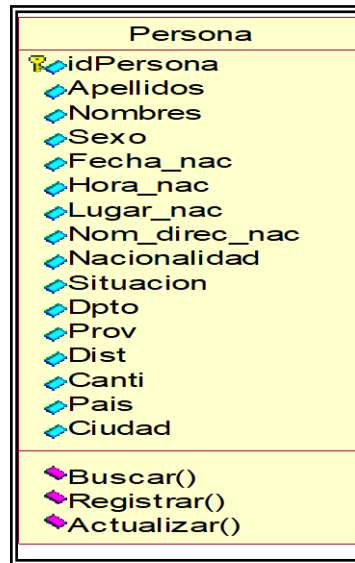 Persona
idPersona
Apellidos
Nombres
Sexo
Fecha_nac
Hora_nac
Lugar_nac
Nom_direc_nac
Nacionalidad
Situacion
Dpto
Prov
Dist
Canti
Pais
Ciudad
Buscar()
Registrar()
Actualizar()